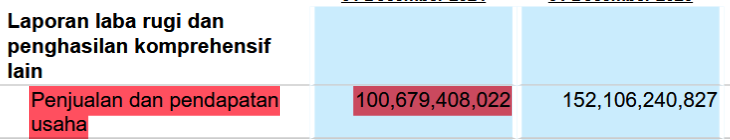 Laporan laba rugi dan
penghasilan komprehensif
lain
Penjualan dan pendapatan 100,679,408,022 152,106,240,827
usaha